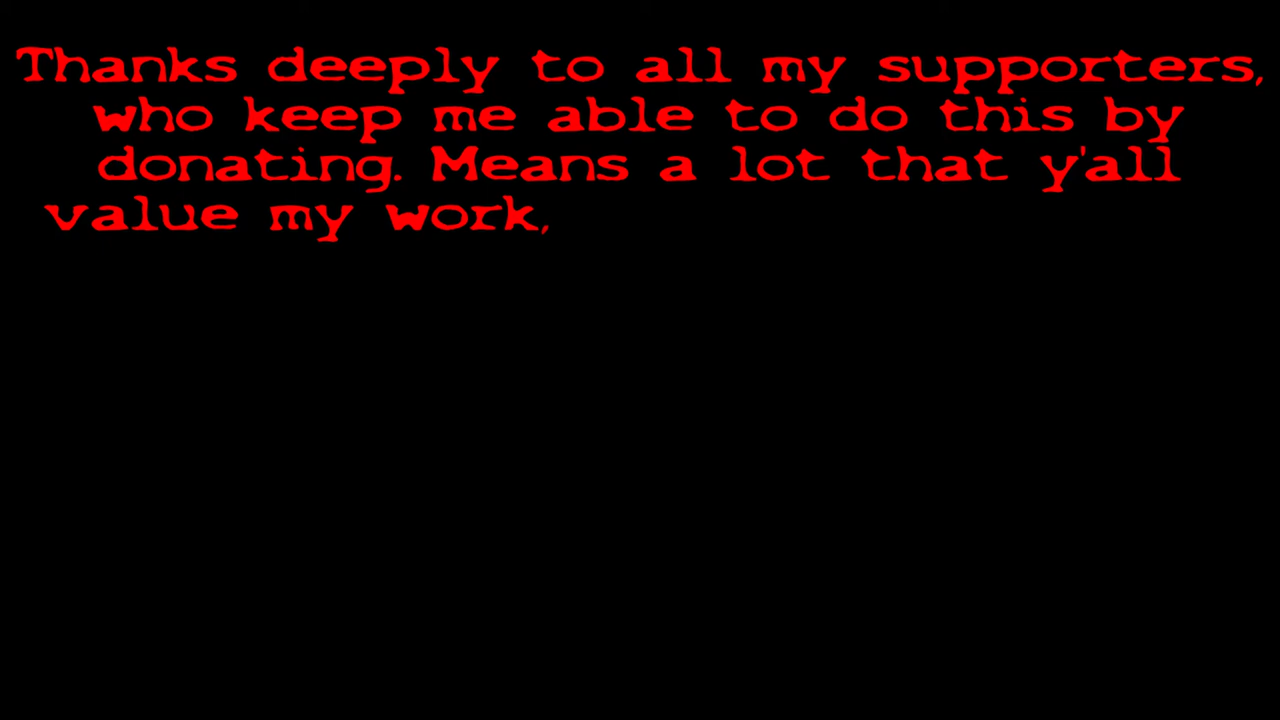 Thanks deeply to all my supporters,
who keep me able to do this by
donating. Means a lot that y'all
value my work,